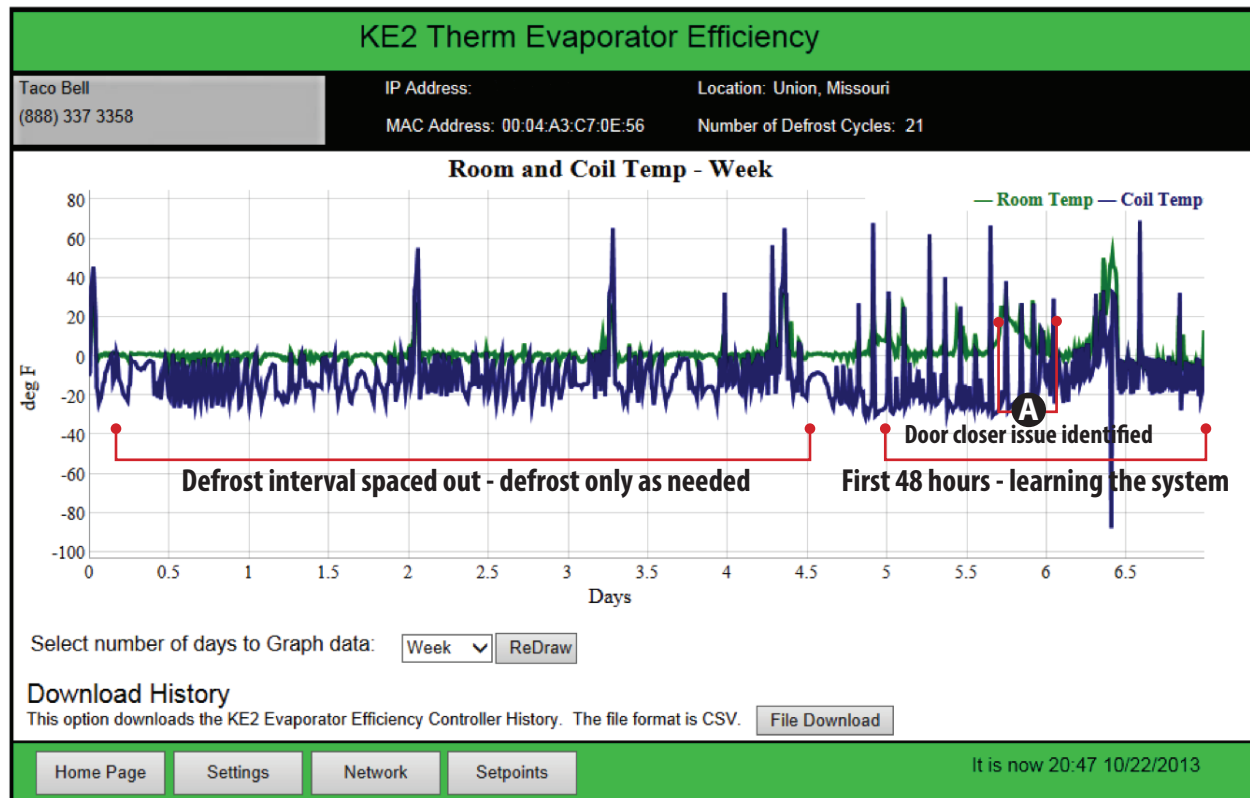 KE2 Therm Evaporator Efficiency
Taco Bell
(888) 337 3358
IP Address:
MAC Address: 00:04:A3:C7:0E:56
Location: Union, Missouri
Number of Defrost Cycles: 21
Room and Coil Temp - Week
— Room Temp — Coil Temp
80
60
40
20
0
-20
-40
-60
-80
-100
deg F
A
Door closer issue identified
Defrost interval spaced out - defrost only as needed
First 48 hours - learning the system
0 0.5 1 1.5 2 2.5 3 3.5 4 4.5 5 5.5 6 6.5
Days
Select number of days to Graph data: Week ReDraw
Download History
This option downloads the KE2 Evaporator Efficiency Controller History. The file format is CSV. File Download
Home Page Settings Network Setpoints
It is now 20:47 10/22/2013